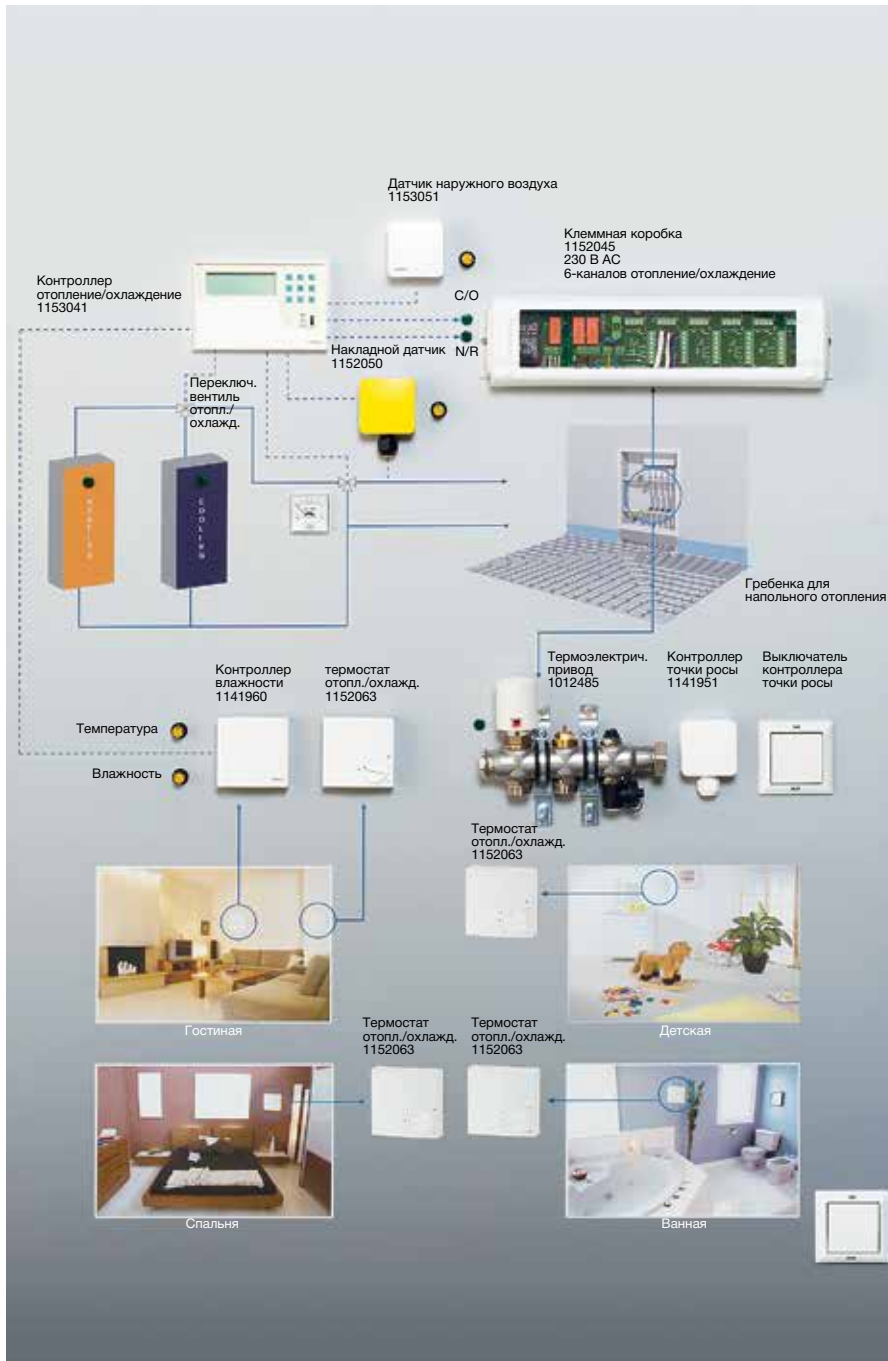 Датчик наружного воздуха
1153051
Клеммная коробка
1152045
230 В AC
6-каналов отопление/охлаждение
Контроллер
отопление/охлаждение
1153041
C/O
N/R
Накладной датчик
1152050
Переключ.
вентиль
отопл./
охлажд.
HEATING
COOLING
Гребенка для
напольного отопления
Контроллер
влажности
1141960
термостат
отопл./охлажд.
1152063
Термоэлектрич.
привод
1012485
Контроллер
точки росы
1141951
Выключатель
контроллера
точки росы
Температура
Влажность
Термостат
отопл./охлажд.
1152063
Гостиная
Детская
Термостат
отопл./охлажд.
1152063
Термостат
отопл./охлажд.
1152063
Спальня
Ванная